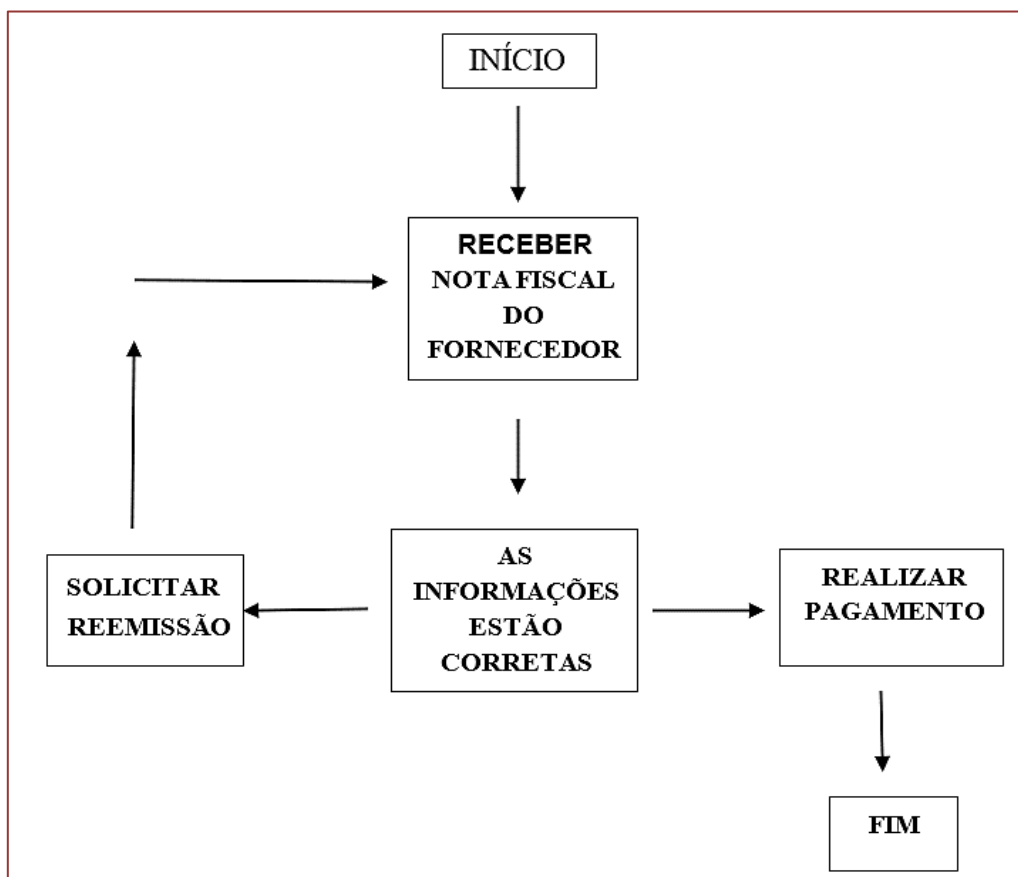 INÍCIO
RECEBER
NOTA FISCAL
DO
FORNECEDOR
SOLICITAR
REEMISSÃO
AS
INFORMAÇÕES
ESTÃO
CORRETAS
REALIZAR
PAGAMENTO
FIM